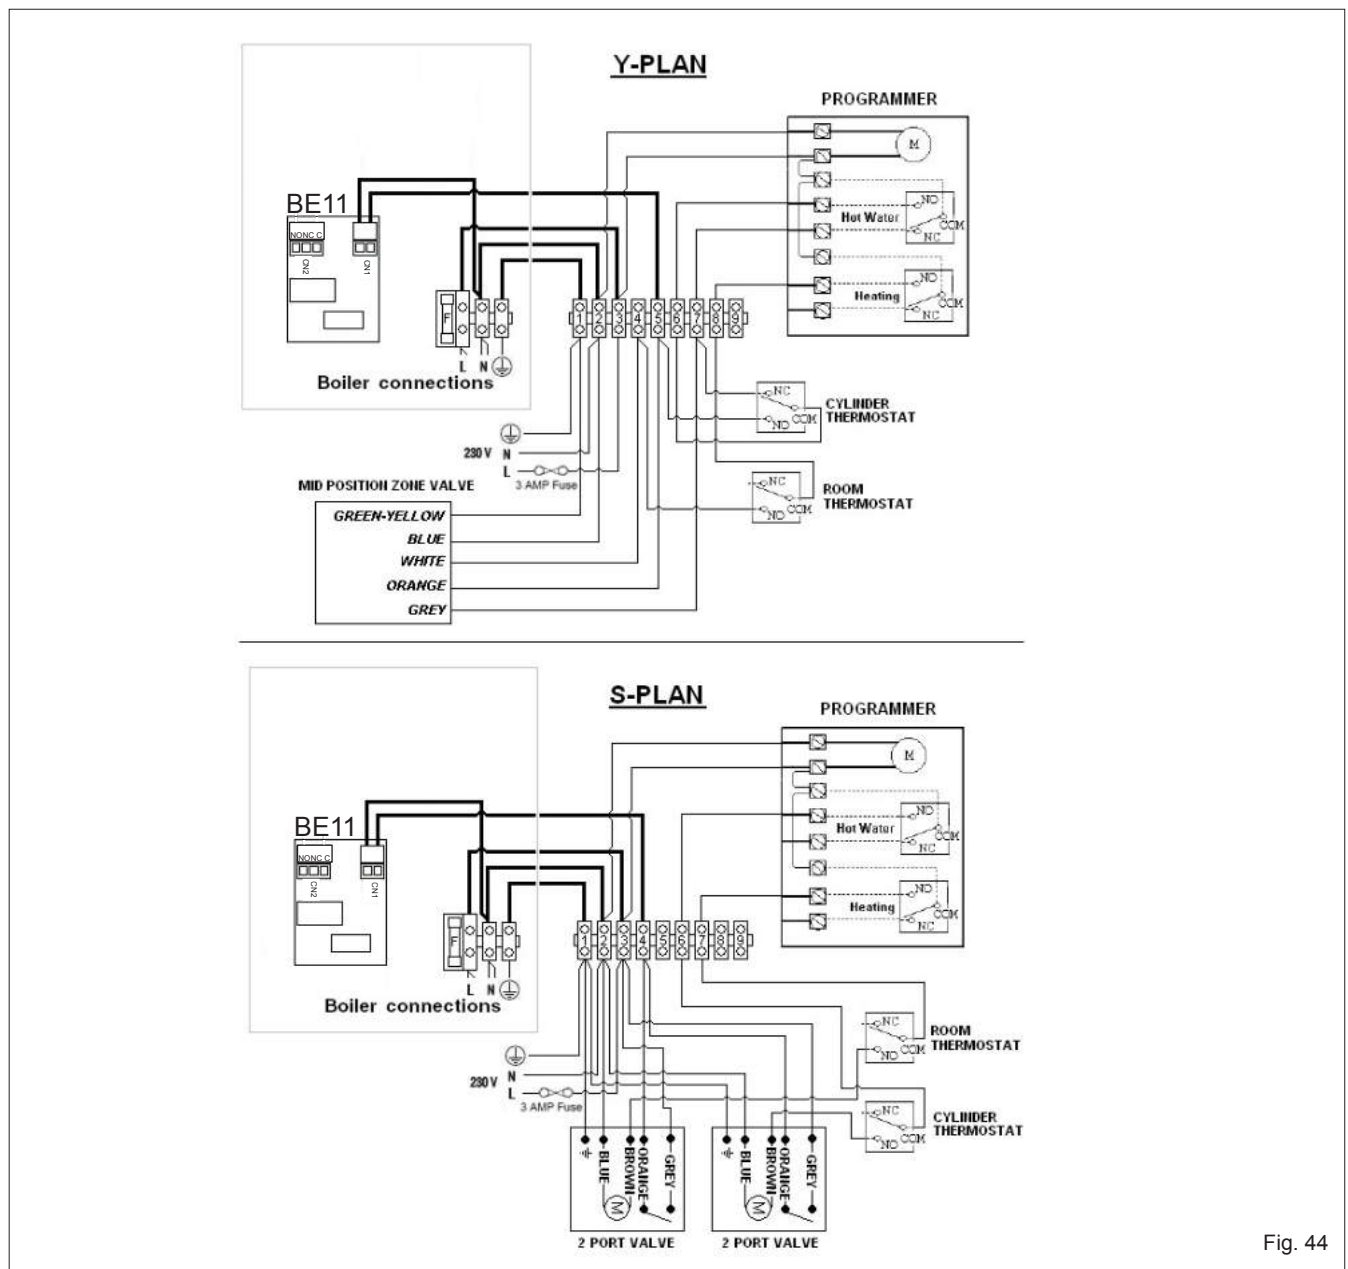 Y-PLAN
PROGRAMMER
M
NO
Hot Water
COM
NC
NO
Heating
COM
NC
BE11
NONC C
CN2
CN1
F
1 2 3 4 5 6 7 8 9
L N
Boiler connections
NC
CYLINDER
THERMOSTAT
NO COM
230 V N
L
3 AMP Fuse
NC
ROOM
THERMOSTAT
NO COM
MID POSITION ZONE VALVE
GREEN-YELLOW
BLUE
WHITE
ORANGE
GREY
S-PLAN
PROGRAMMER
M
NO
Hot Water
COM
NC
NO
Heating
COM
NC
BE11
NONC C
CN2
CN1
F
1 2 3 4 5 6 7 8 9
L N
Boiler connections
NC
ROOM
THERMOSTAT
NO COM
230 V N
L
3 AMP Fuse
NC
CYLINDER
THERMOSTAT
NO COM
BLUE
BROWN
ORANGE
GREY
M
2 PORT VALVE
BLUE
BROWN
ORANGE
GREY
M
2 PORT VALVE
Fig. 44